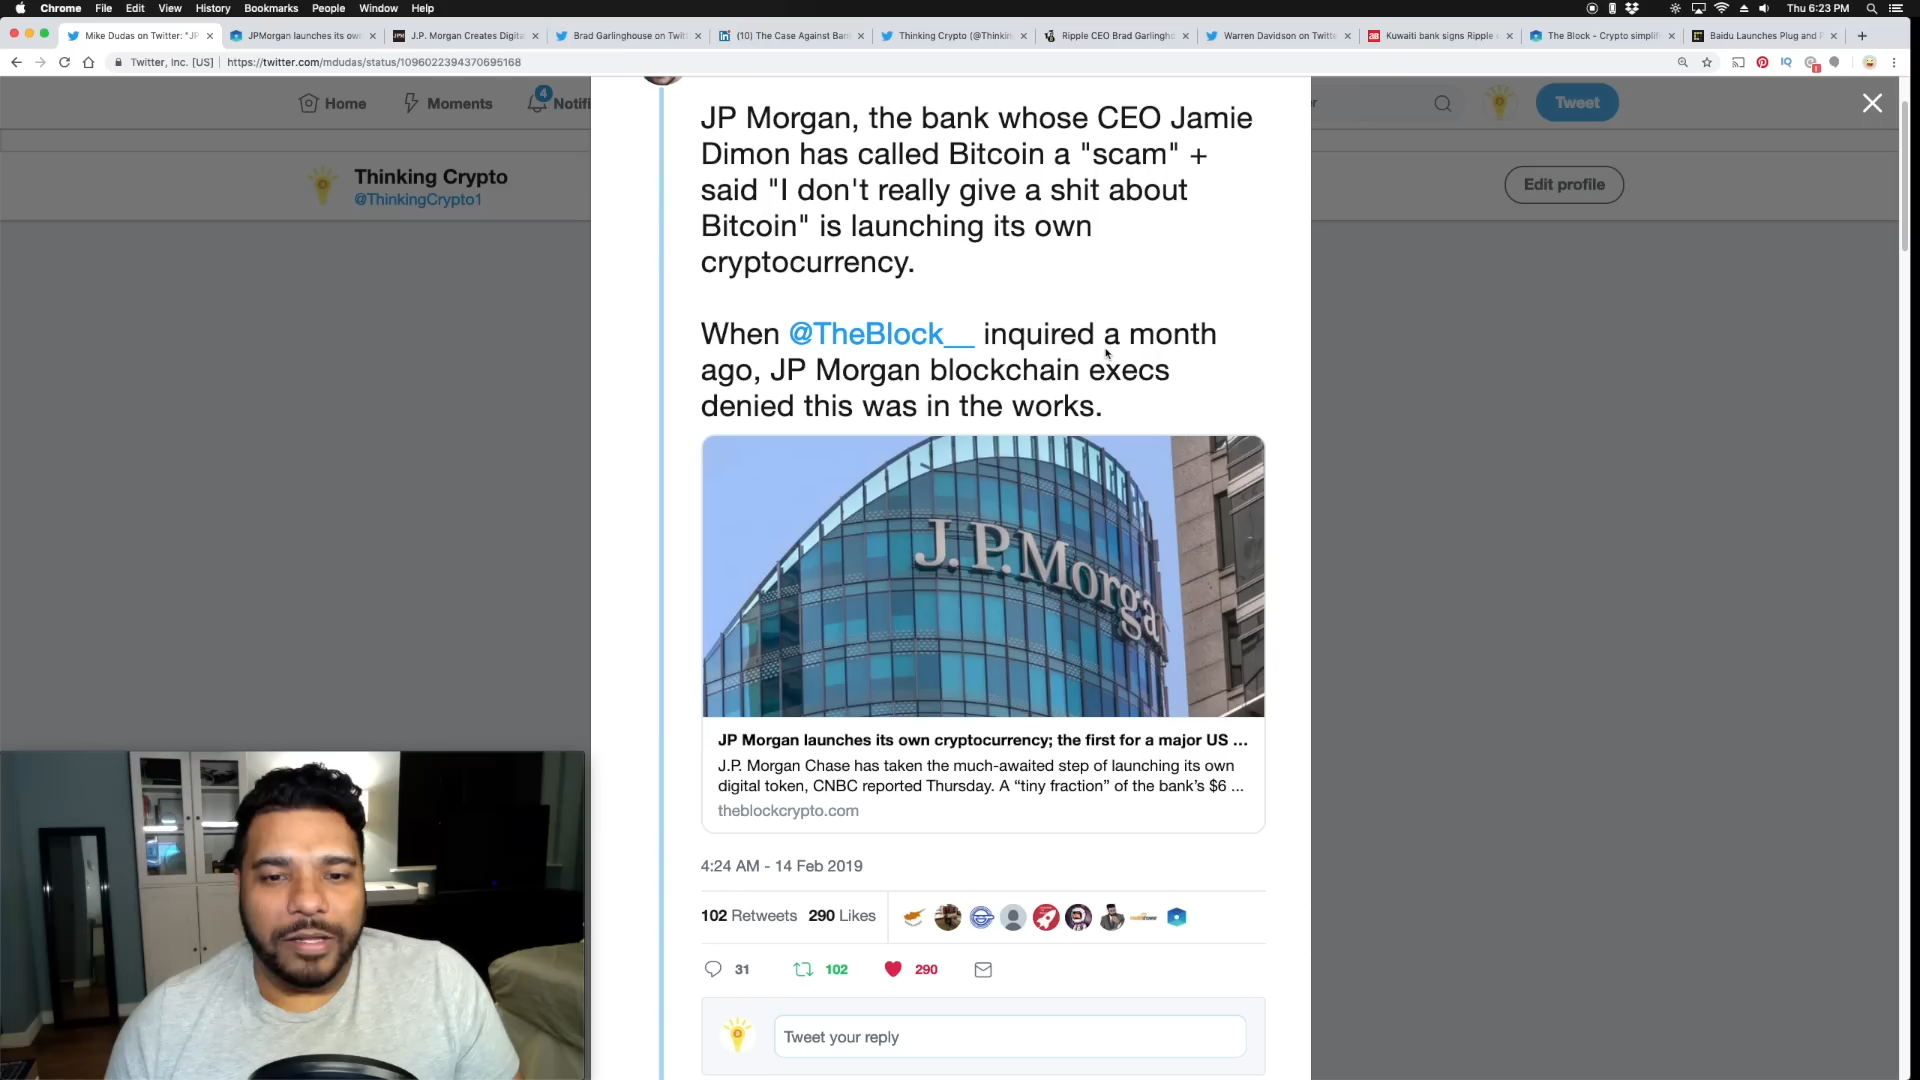 Chrome File Edit View History Bookmarks People Window Help Thu 6:23 PM
Mike Dudas on Twitter: "JP JPMorgan launches its ow J.P. Morgan Creates Digita Brad Garlinghouse on Twitt (10) The Case Against Ban Thinking Crypto (@Thinkin Ripple CEO Brad Garlingho Warren Davidson on Twitte Kuwaiti bank signs Ripple The Block - Crypto simplifi Baidu Launches Plug and P
Twitter, Inc. [US] https://twitter.com/mdudas/status/1096022394370695168
Home Moments 4 Notifi Tweet
Thinking Crypto
@ThinkingCrypto1
Edit profile
JP Morgan, the bank whose CEO Jamie
Dimon has called Bitcoin a "scam" +
said "I don't really give a shit about
Bitcoin" is launching its own
cryptocurrency.
When @TheBlock__ inquired a month
ago, JP Morgan blockchain execs
denied this was in the works.
J.P.Morga
JP Morgan launches its own cryptocurrency; the first for a major US ...
J.P. Morgan Chase has taken the much-awaited step of launching its own
digital token, CNBC reported Thursday. A “tiny fraction” of the bank’s $6 ...
theblockcrypto.com
4:24 AM - 14 Feb 2019
102 Retweets 290 Likes
31 102 290
Tweet your reply